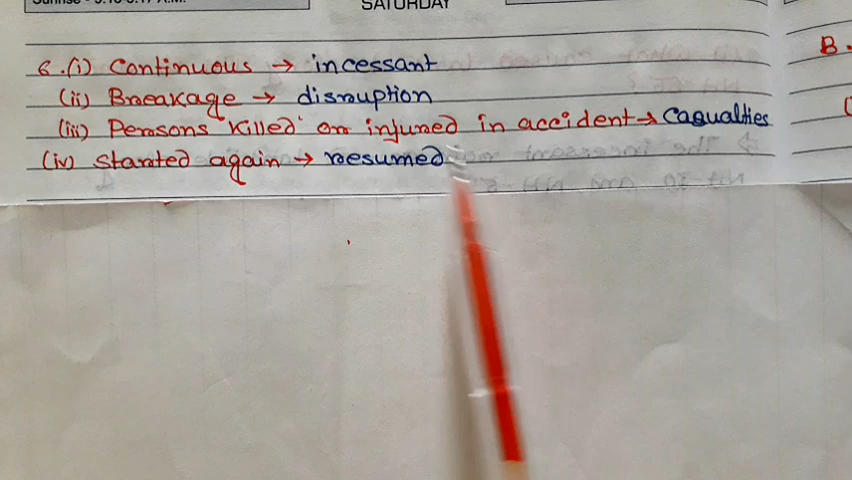 SATURDAY
6.(i) Continuous → incessant
(ii) Breakage → disruption
(iii) Persons 'killed' or injured in accident → Casualties
(iv) Started again → resumed
B.